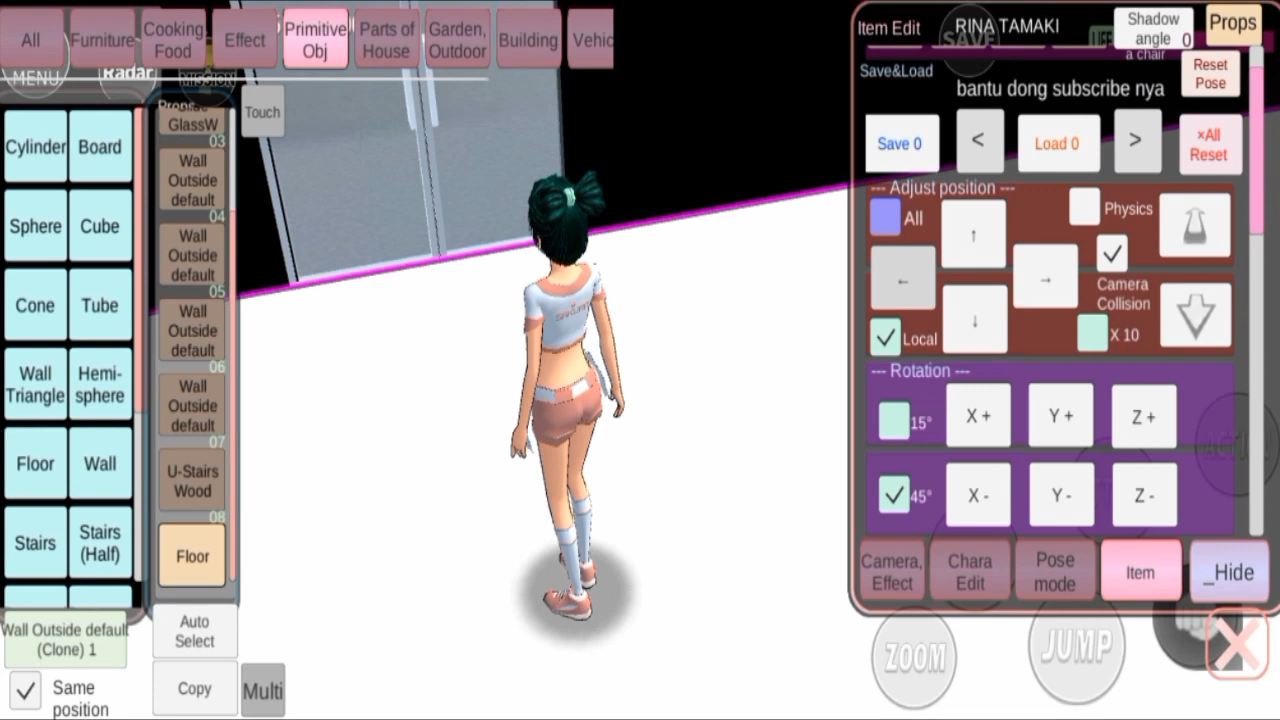 All
Furniture
Cooking,
Food
Effect
Primitive
Obj
Parts of
House
Garden,
Outdoor
Building
Vehic
MENU
Radar
MISSION
Props
Touch
Cylinder
Board
Sphere
Cube
Cone
Tube
Wall
Triangle
Hemi-
sphere
Floor
Wall
Stairs
Stairs
(Half)
GlassW
03
Wall
Outside
default
04
Wall
Outside
default
05
Wall
Outside
default
06
Wall
Outside
default
07
U-Stairs
Wood
08
Floor
Wall Outside default
(Clone) 1
Auto
Select
Same
position
Copy
Multi
Item Edit
RINA TAMAKI
SAVE
Shadow
angle 0
Props
a chair
Save&Load
Reset
Pose
bantu dong subscribe nya
Save 0
<
Load 0
>
×All
Reset
--- Adjust position ---
All
↑
Physics
←
→
Camera
Collision
Local
↓
X 10
--- Rotation ---
15°
X +
Y +
Z +
45°
X -
Y -
Z -
Camera,
Effect
Chara
Edit
Pose
mode
Item
_Hide
ZOOM
JUMP